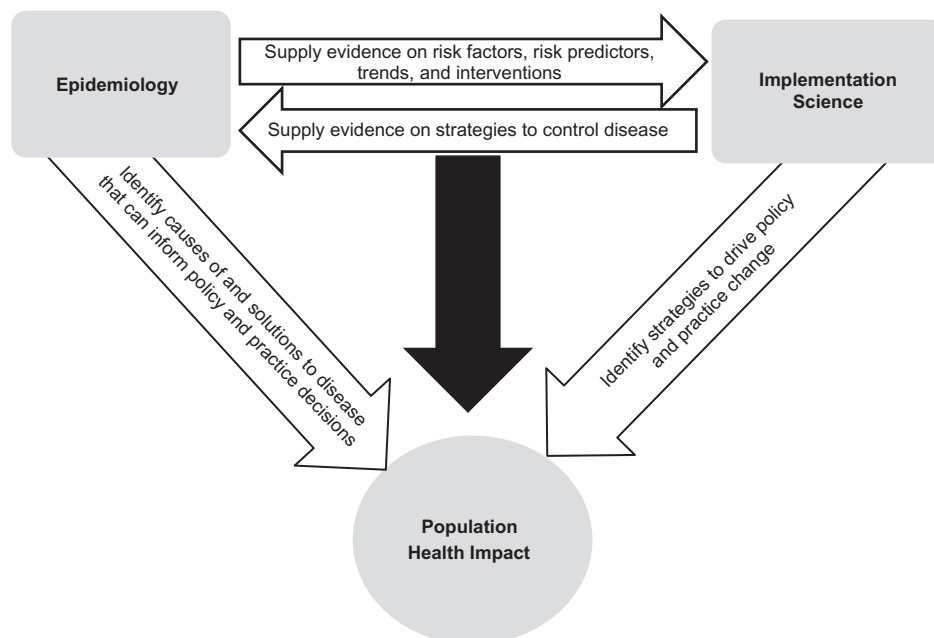 Epidemiology
Supply evidence on risk factors, risk predictors,
trends, and interventions
Implementation
Science
Supply evidence on strategies to control disease
Identify causes of and solutions to disease
that can inform policy and practice decisions
Identify strategies to drive policy
and practice change
Population
Health Impact